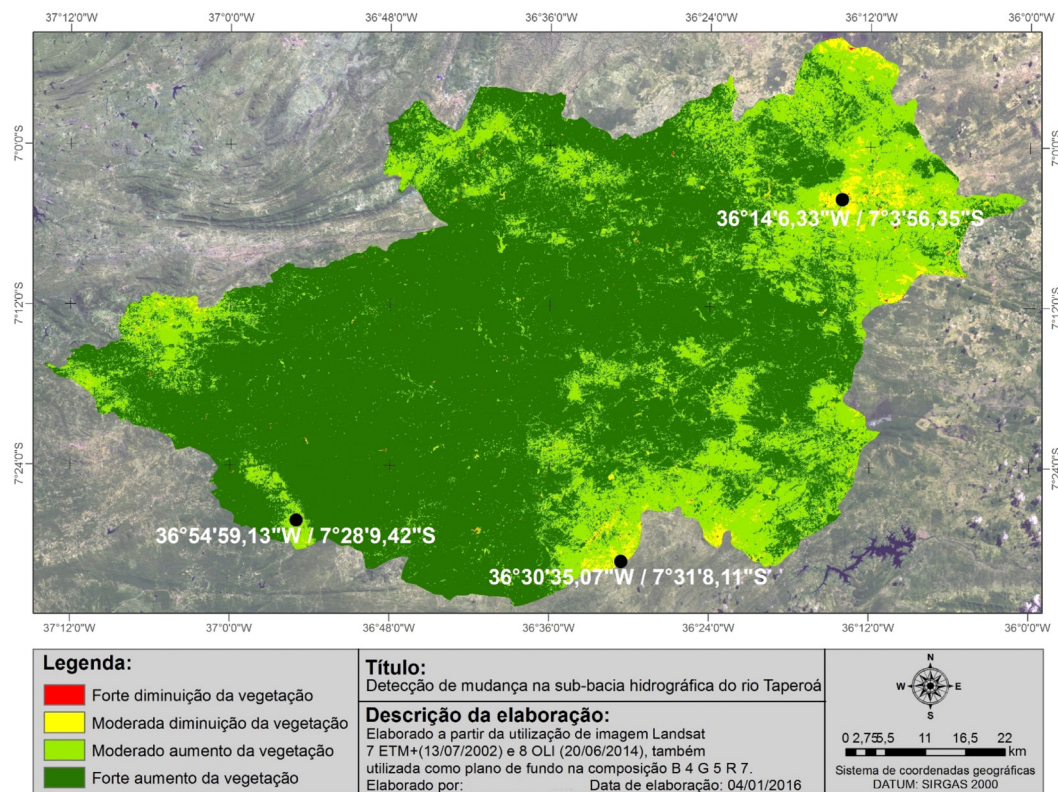 37°12'0"W 37°0'0"W 36°48'0"W 36°36'0"W 36°24'0"W 36°12'0"W 36°0'0"W
7°0'0"S 7°0'0"S
36°14'6,33"W / 7°3'56,35"S
7°12'0"S 7°12'0"S
7°24'0"S 7°24'0"S
36°54'59,13"W / 7°28'9,42"S
36°30'35,07"W / 7°31'8,11"S
37°12'0"W 37°0'0"W 36°48'0"W 36°36'0"W 36°24'0"W 36°12'0"W 36°0'0"W
Legenda:
Forte diminuição da vegetação
Moderada diminuição da vegetação
Moderado aumento da vegetação
Forte aumento da vegetação
Título:
Detecção de mudança na sub-bacia hidrográfica do rio Taperoá
Descrição da elaboração:
Elaborado a partir da utilização de imagem Landsat
7 ETM+(13/07/2002) e 8 OLI (20/06/2014), também
utilizada como plano de fundo na composição B 4 G 5 R 7.
Elaborado por: Data de elaboração: 04/01/2016
N
W E
S
0 2,75 5,5 11 16,5 22
km
Sistema de coordenadas geográficas
DATUM: SIRGAS 2000